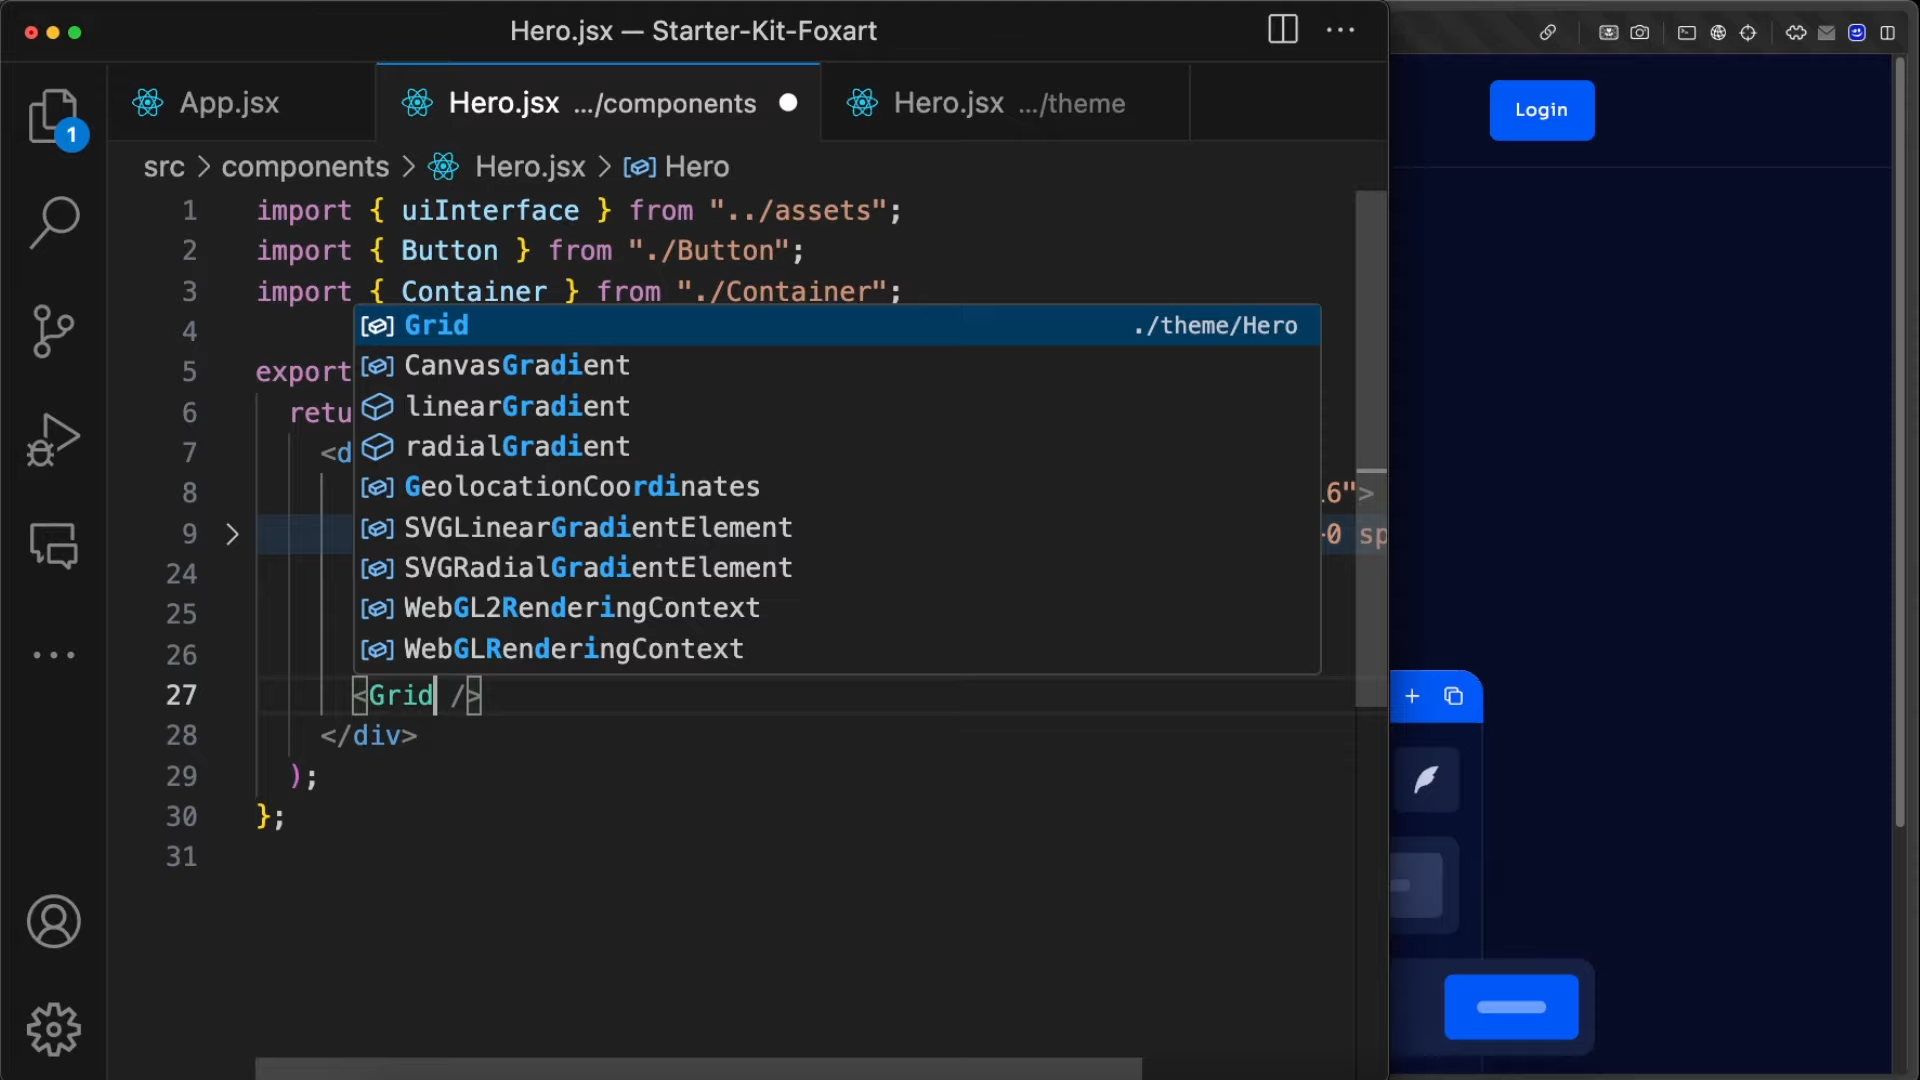 Hero.jsx — Starter-Kit-Foxart
App.jsx
Hero.jsx .../components
Hero.jsx .../theme
Login
1
src > components > Hero.jsx > Hero
1 import { uiInterface } from "../assets";
2 import { Button } from "./Button";
3 import { Container } from "./Container";
4
5 export
6 retu
7 <d
8 16">
9 0 sp
24
25
26
27 <Grid />
28 </div>
29 );
30 };
31
Grid ./theme/Hero
CanvasGradient
linearGradient
radialGradient
GeolocationCoordinates
SVGLinearGradientElement
SVGRadialGradientElement
WebGL2RenderingContext
WebGLRenderingContext